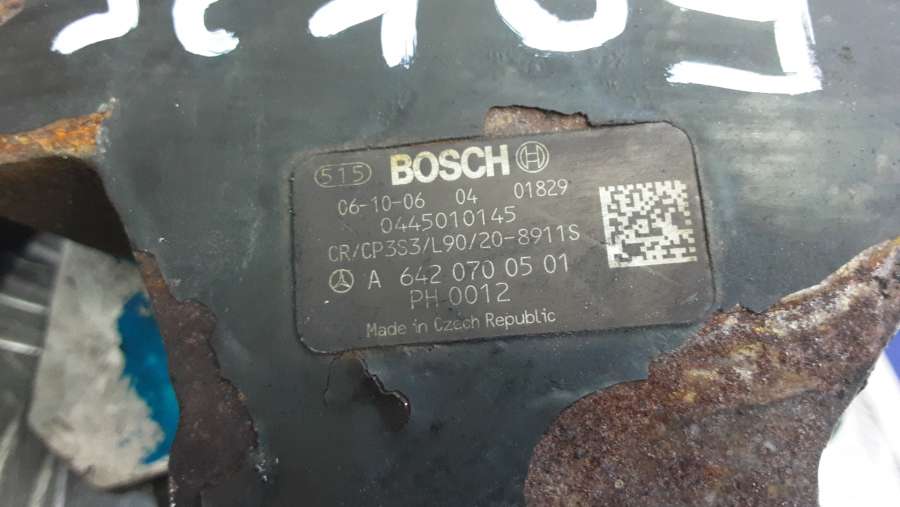 515 BOSCH
06-10-06 04 01829
0445010145
CR/CP3S3/L90/20-8911S
A 642 070 05 01
PH-0012
Made in Czech Republic